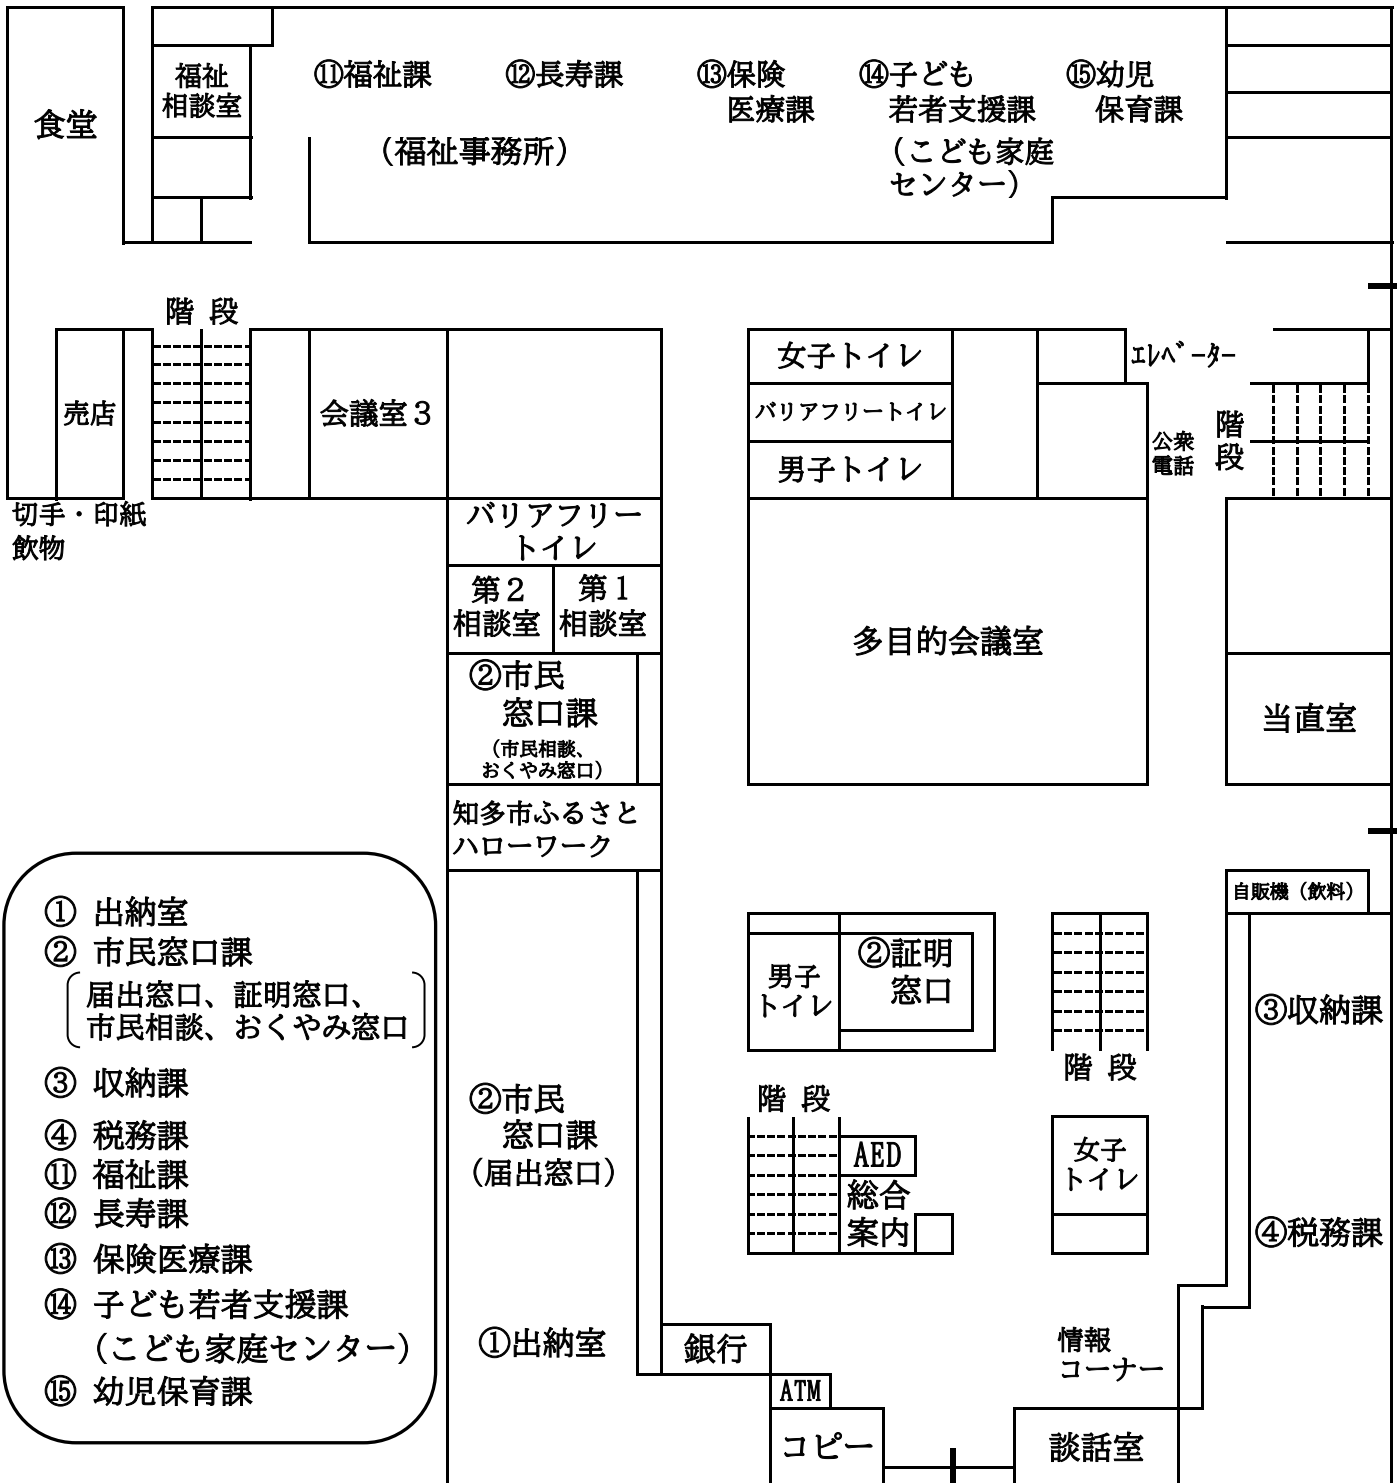 食堂
福祉
相談室
⑪福祉課
⑫長寿課
⑬保険
医療課
⑭子ども
若者支援課
(こども家庭
センター)
⑮幼児
保育課
(福祉事務所)
階 段
売店
切手・印紙
飲物
会議室3
女子トイレ
バリアフリートイレ
男子トイレ
エレベーター
公衆
電話
階
段
バリアフリー
トイレ
第2
相談室
第1
相談室
②市民
窓口課
(市民相談、
おくやみ窓口)
知多市ふるさと
ハローワーク
多目的会議室
当直室
自販機(飲料)
男子
トイレ
②証明
窓口
階 段
③収納課
②市民
窓口課
(届出窓口)
階 段
AED
総合
案内
女子
トイレ
④税務課
①出納室
銀行
ATM
コピー
情報
コーナー
談話室
① 出納室
② 市民窓口課
届出窓口、証明窓口、
市民相談、おくやみ窓口
③ 収納課
④ 税務課
⑪ 福祉課
⑫ 長寿課
⑬ 保険医療課
⑭ 子ども若者支援課
(こども家庭センター)
⑮ 幼児保育課